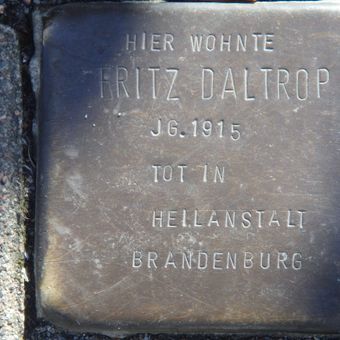 HIER WOHNTE
FRITZ DALTROP
JG. 1915
TOT IN
HEILANSTALT
BRANDENBURG